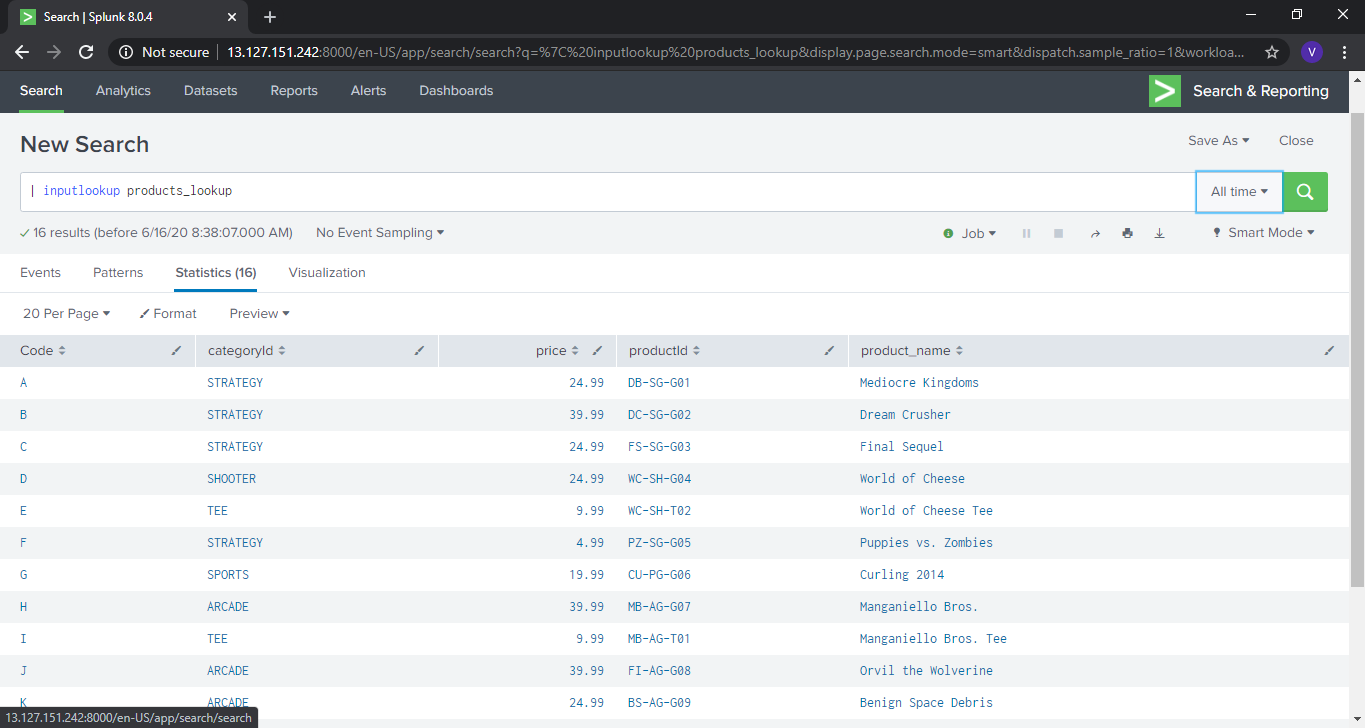 Search | Splunk 8.0.4
Not secure | 13.127.151.242:8000/en-US/app/search/search?q=%7C%20inputlookup%20products_lookup&display.page.search.mode=smart&dispatch.sample_ratio=1&workloa... V
Search Analytics Datasets Reports Alerts Dashboards > Search & Reporting
New Search Save As Close
| inputlookup products_lookup All time
16 results (before 6/16/20 8:38:07.000 AM) No Event Sampling Job Smart Mode
Events Patterns Statistics (16) Visualization
20 Per Page Format Preview
Code categoryId price productId product_name
A STRATEGY 24.99 DB-SG-G01 Mediocre Kingdoms
B STRATEGY 39.99 DC-SG-G02 Dream Crusher
C STRATEGY 24.99 FS-SG-G03 Final Sequel
D SHOOTER 24.99 WC-SH-G04 World of Cheese
E TEE 9.99 WC-SH-T02 World of Cheese Tee
F STRATEGY 4.99 PZ-SG-G05 Puppies vs. Zombies
G SPORTS 19.99 CU-PG-G06 Curling 2014
H ARCADE 39.99 MB-AG-G07 Manganiello Bros.
I TEE 9.99 MB-AG-T01 Manganiello Bros. Tee
J ARCADE 39.99 FI-AG-G08 Orvil the Wolverine
K ARCADE 24.99 BS-AG-G09 Benign Space Debris
13.127.151.242:8000/en-US/app/search/search